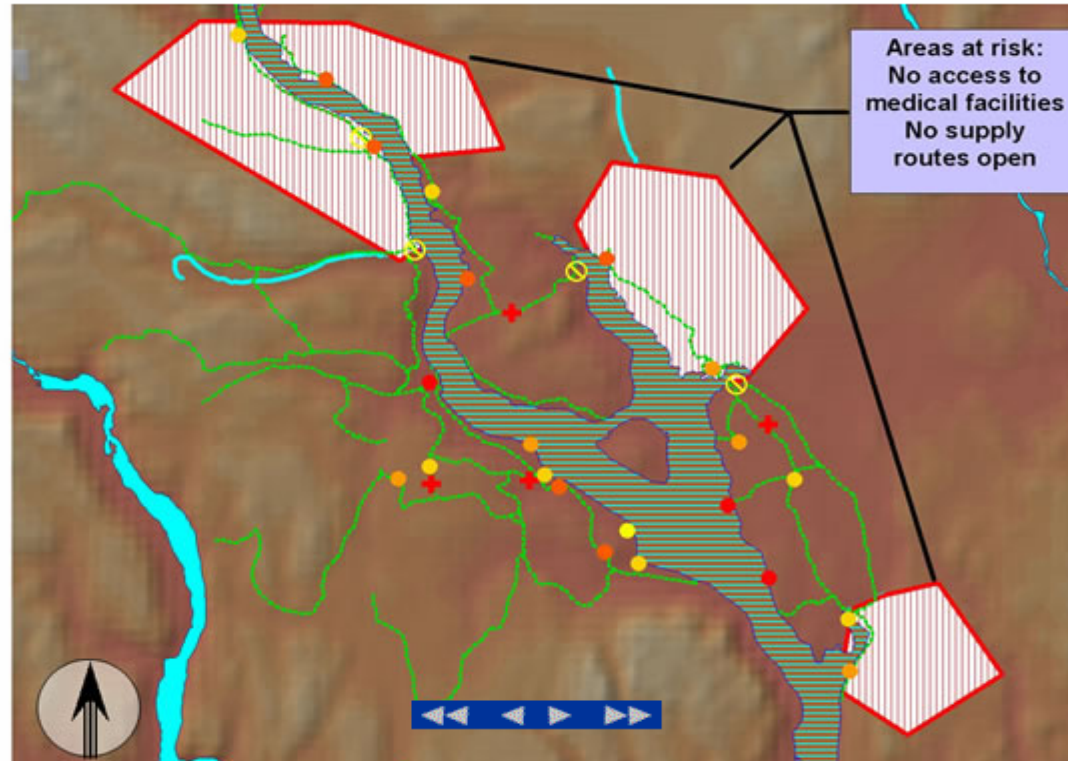 Areas at risk:
No access to
medical facilities
No supply
routes open